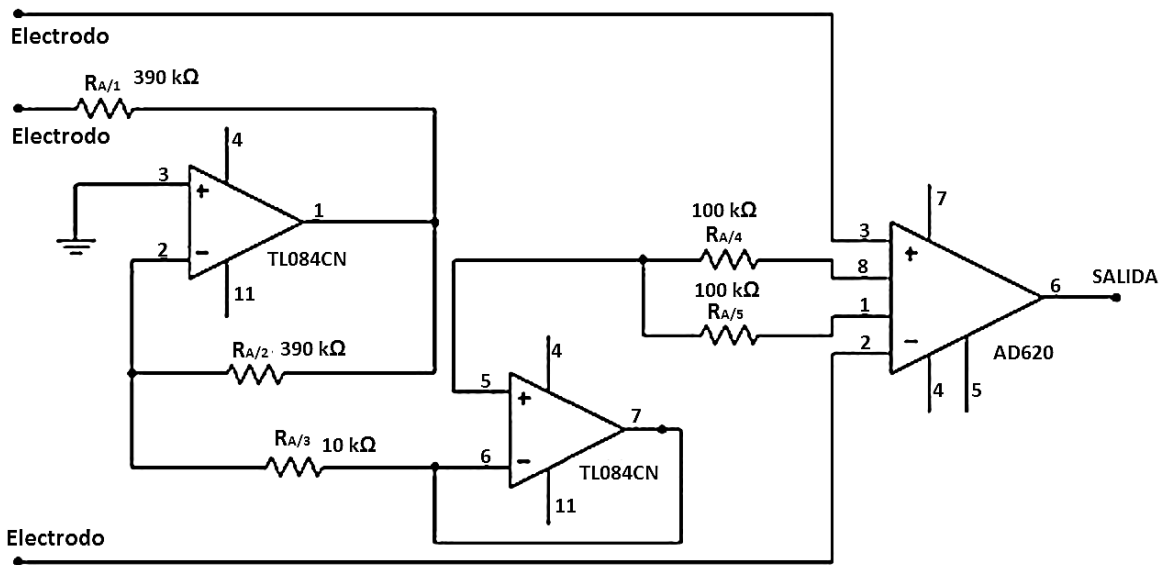 Electrodo
RA/1 390 kΩ
Electrodo
4
3
+
1
2
−
TL084CN
11
RA/2 390 kΩ
RA/3 10 kΩ
4
5
+
7
6
−
TL084CN
11
100 kΩ
RA/4
100 kΩ
RA/5
7
3
+
8
6
SALIDA
1
2
−
AD620
4
5
Electrodo